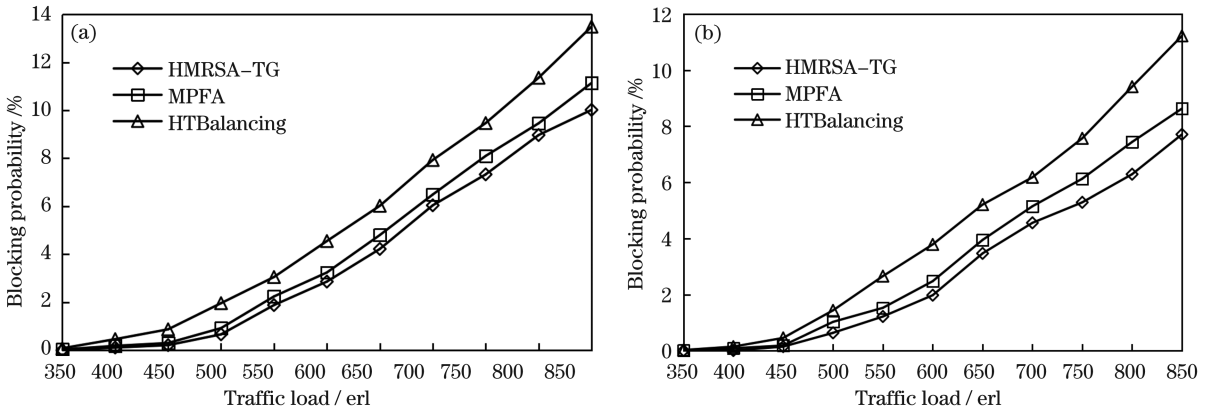 (a)
14
12
10
8
6
4
2
0
Blocking probability /%
HMRSA–TG
MPFA
HTBalancing
350 400 450 500 550 600 650 700 750 800 850
Traffic load / erl
(b)
12
10
8
6
4
2
0
Blocking probability /%
HMRSA–TG
MPFA
HTBalancing
350 400 450 500 550 600 650 700 750 800 850
Traffic load / erl